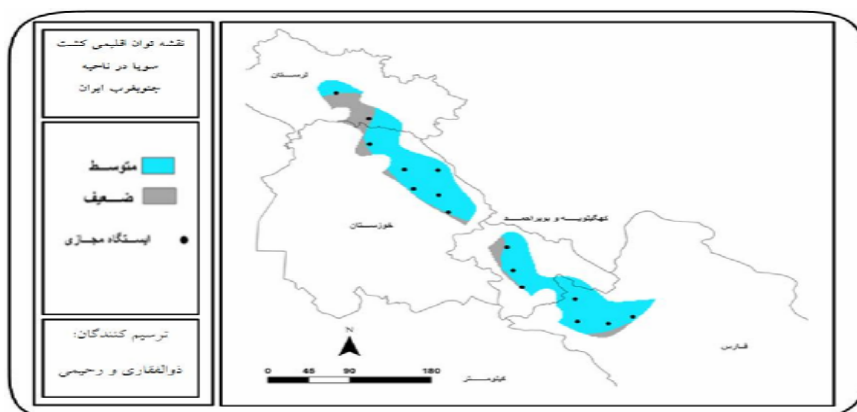 نقشه توان اقلیمی کشت
سویا در ناحیه
جنوبغرب ایران
متوسط
ضعیف
ایستگاه مجازی
ترسیم کنندگان:
ذوالفقاری و رحیمی
لرستان
خوزستان
کهگیلویه و بویراحمد
فارس
N
0 45 90 180
کیلومتر